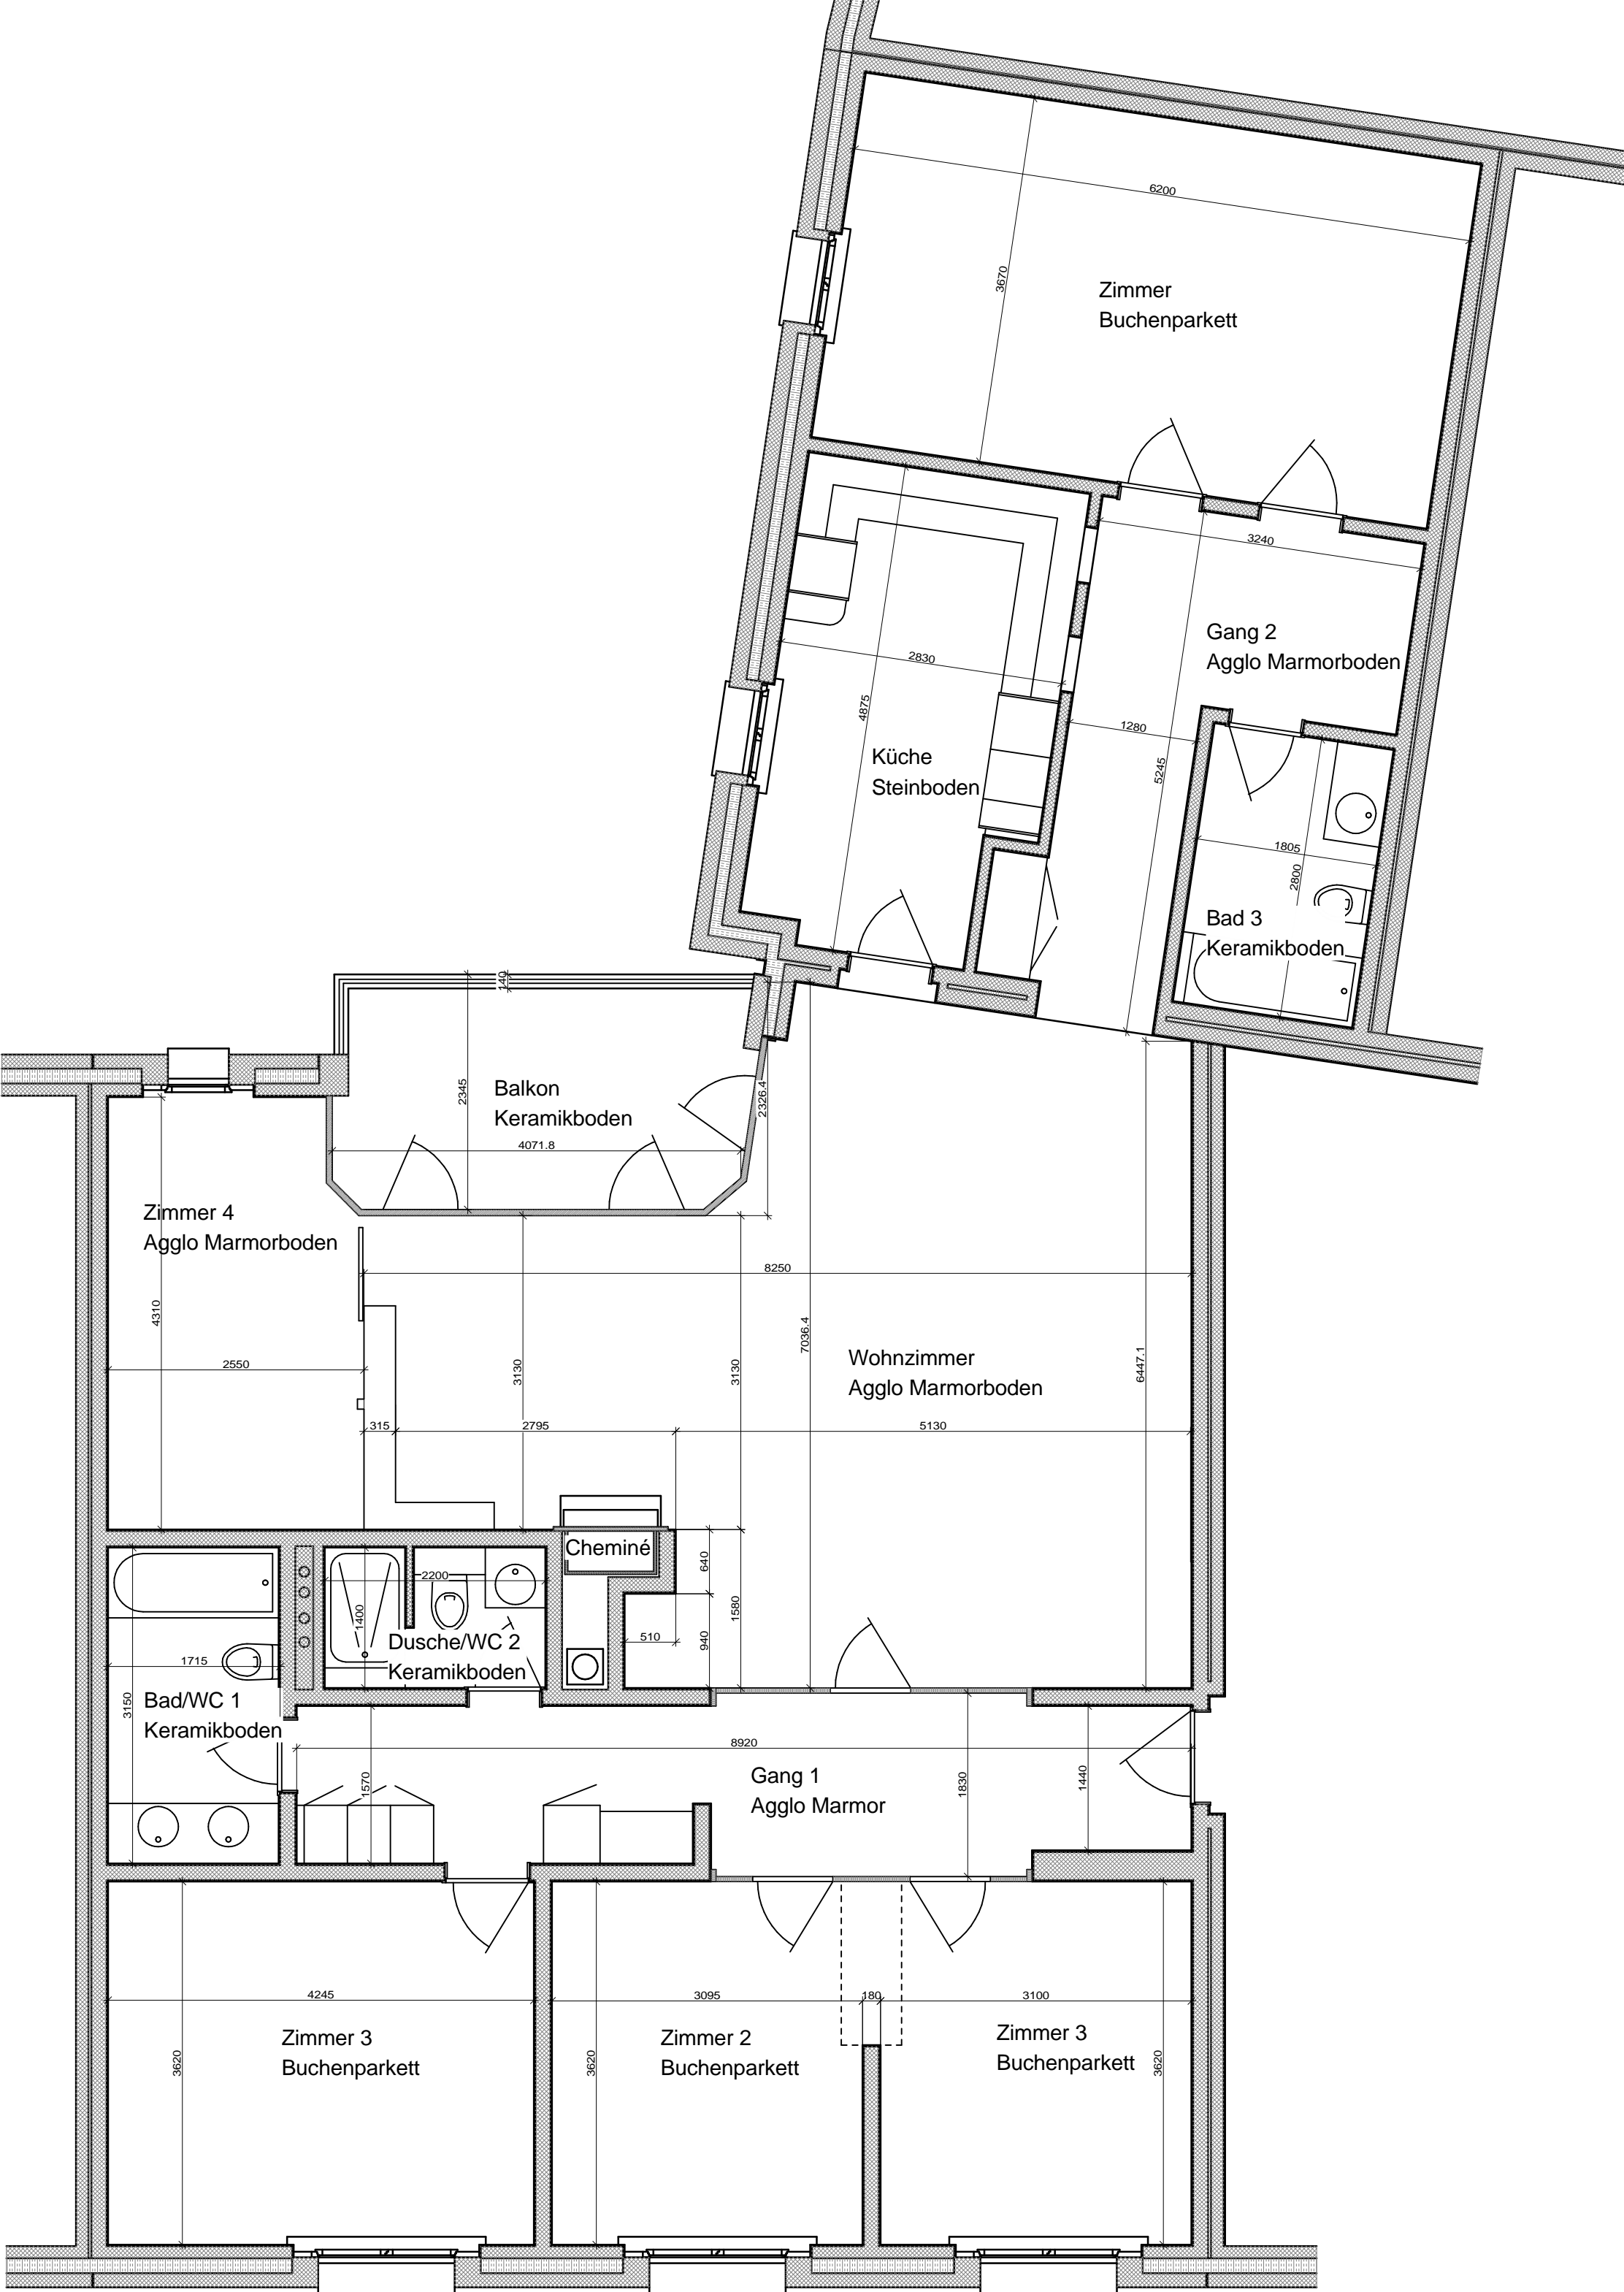 6200
3670
Zimmer
Buchenparkett
3240
Gang 2
Agglo Marmorboden
2830
4875
1280
5245
Küche
Steinboden
1805
2800
Bad 3
Keramikboden
140
2345
Balkon
Keramikboden
2326.4
4071.8
Zimmer 4
Agglo Marmorboden
8250
4310
2550
3130
3130
7036.4
6447.1
Wohnzimmer
Agglo Marmorboden
315
2795
5130
Cheminé
640
2200
1400
1580
510
940
Dusche/WC 2
Keramikboden
1715
3150
Bad/WC 1
Keramikboden
8920
1570
Gang 1
Agglo Marmor
1830
1440
4245
3095
180
3100
3620
Zimmer 3
Buchenparkett
3620
Zimmer 2
Buchenparkett
Zimmer 3
Buchenparkett
3620